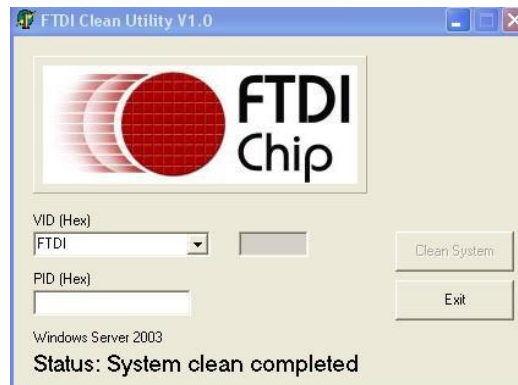 FTDI Clean Utility V1.0
FTDI
Chip
VID (Hex)
FTDI
Clean System
PID (Hex)
Exit
Windows Server 2003
Status: System clean completed